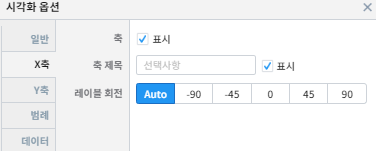 시각화 옵션
일반
X축
Y축
범례
데이터
축 표시
축 제목 선택사항 표시
레이블 회전 Auto -90 -45 0 45 90